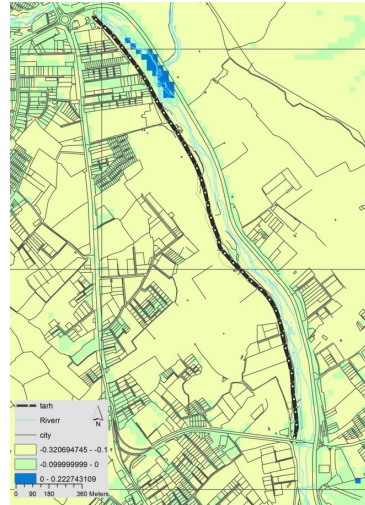 tarh
Riverr
city
N
-0.320694745 - -0.1
-0.099999999 - 0
0 - 0.222743109
0 90 180 360 Meters